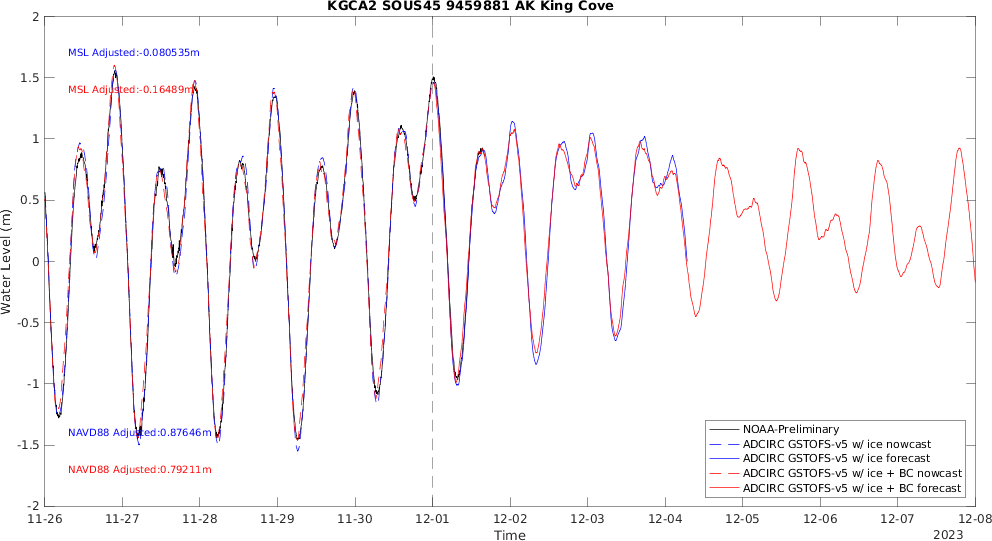 KGCA2 SOUS45 9459881 AK King Cove
2
1.5
1
0.5
0
-0.5
-1
-1.5
-2
Water Level (m)
MSL Adjusted:-0.080535m
MSL Adjusted:-0.16489m
NAVD88 Adjusted:0.87646m
NAVD88 Adjusted:0.79211m
NOAA-Preliminary
ADCIRC GSTOFS-v5 w/ ice nowcast
ADCIRC GSTOFS-v5 w/ ice forecast
ADCIRC GSTOFS-v5 w/ ice + BC nowcast
ADCIRC GSTOFS-v5 w/ ice + BC forecast
11-26 11-27 11-28 11-29 11-30 12-01 12-02 12-03 12-04 12-05 12-06 12-07 12-08
Time
2023